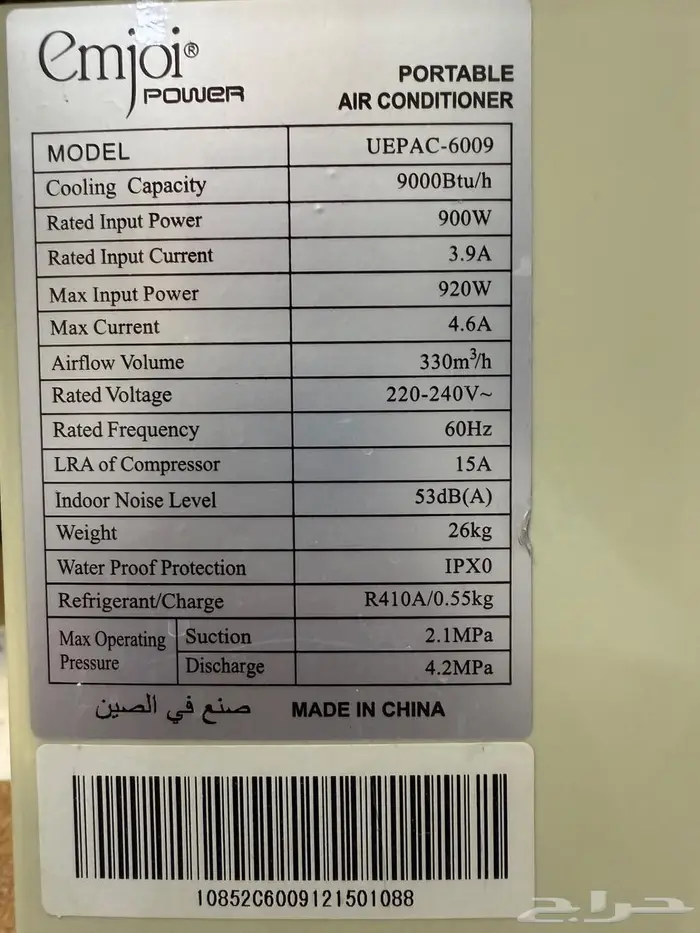 emjoi®
POWER
PORTABLE
AIR CONDITIONER
MODEL UEPAC-6009
Cooling Capacity 9000Btu/h
Rated Input Power 900W
Rated Input Current 3.9A
Max Input Power 920W
Max Current 4.6A
Airflow Volume 330m³/h
Rated Voltage 220-240V~
Rated Frequency 60Hz
LRA of Compressor 15A
Indoor Noise Level 53dB(A)
Weight 26kg
Water Proof Protection IPX0
Refrigerant/Charge R410A/0.55kg
Max Operating Pressure Suction 2.1MPa
Discharge 4.2MPa
صنع في الصين MADE IN CHINA
10852C6009121501088
حراج